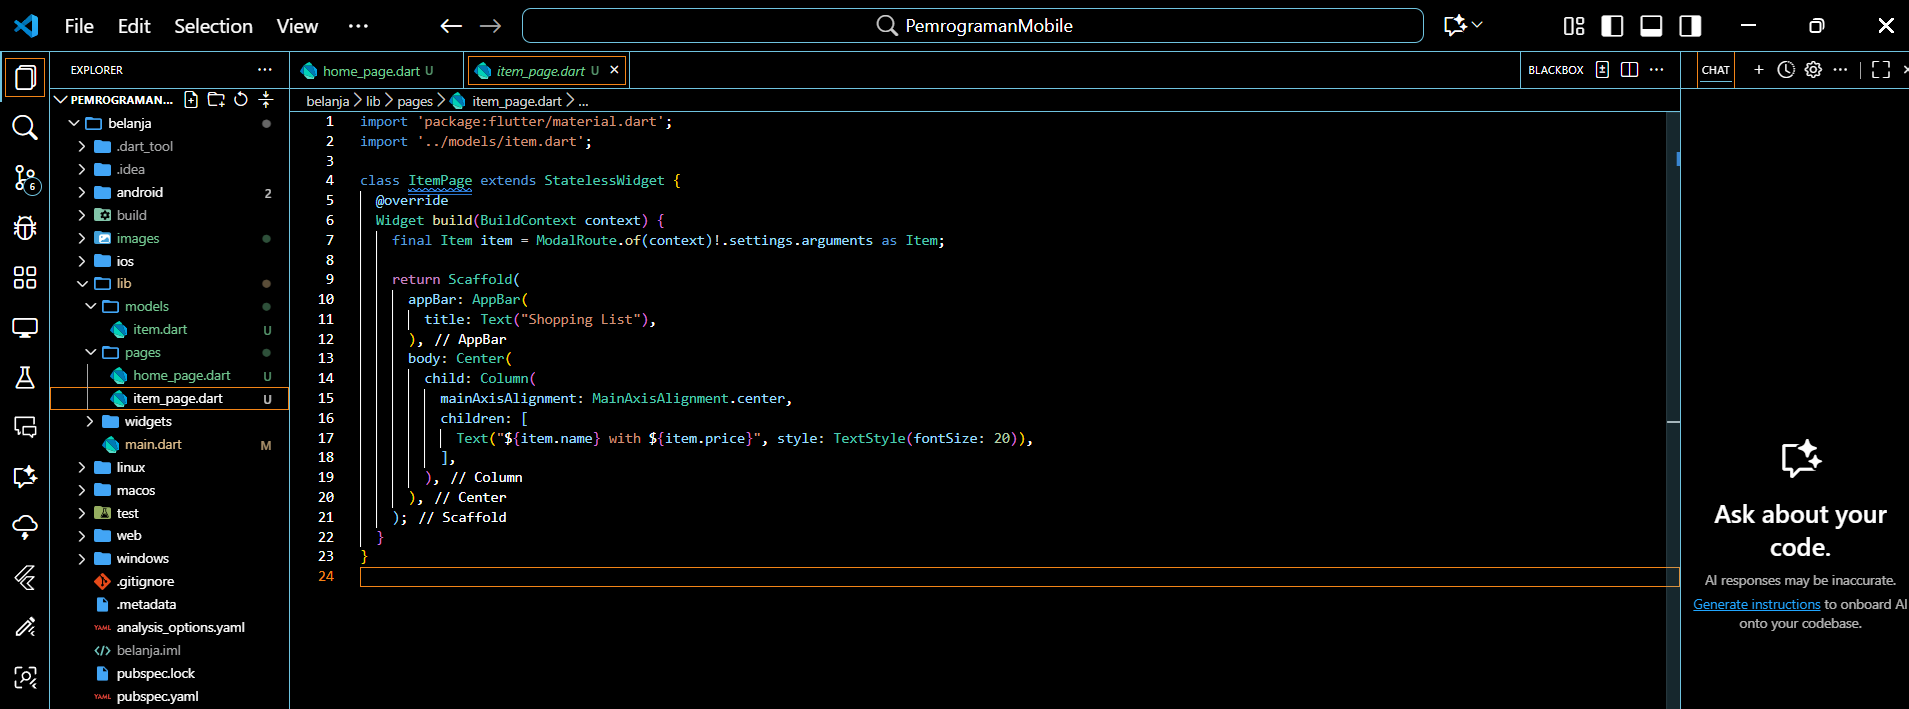 File Edit Selection View ··· PemrogramanMobile
EXPLORER ···
home_page.dart U
item_page.dart U ×
BLACKBOX ···
CHAT + ···
PEMROGRAMAN...
belanja > lib > pages > item_page.dart > ...
belanja
.dart_tool
.idea
android 2
build
images
ios
lib
models
item.dart U
pages
home_page.dart U
item_page.dart U
widgets
main.dart M
linux
macos
test
web
windows
.gitignore
.metadata
analysis_options.yaml
belanja.iml
pubspec.lock
pubspec.yaml
6
1 import 'package:flutter/material.dart';
2 import '../models/item.dart';
3
4 class ItemPage extends StatelessWidget {
5 @override
6 Widget build(BuildContext context) {
7 final Item item = ModalRoute.of(context)!.settings.arguments as Item;
8
9 return Scaffold(
10 appBar: AppBar(
11 title: Text("Shopping List"),
12 ), // AppBar
13 body: Center(
14 child: Column(
15 mainAxisAlignment: MainAxisAlignment.center,
16 children: [
17 Text("${item.name} with ${item.price}", style: TextStyle(fontSize: 20)),
18 ],
19 ), // Column
20 ), // Center
21 ); // Scaffold
22 }
23 }
24
Ask about your
code.
AI responses may be inaccurate.
Generate instructions to onboard AI
onto your codebase.